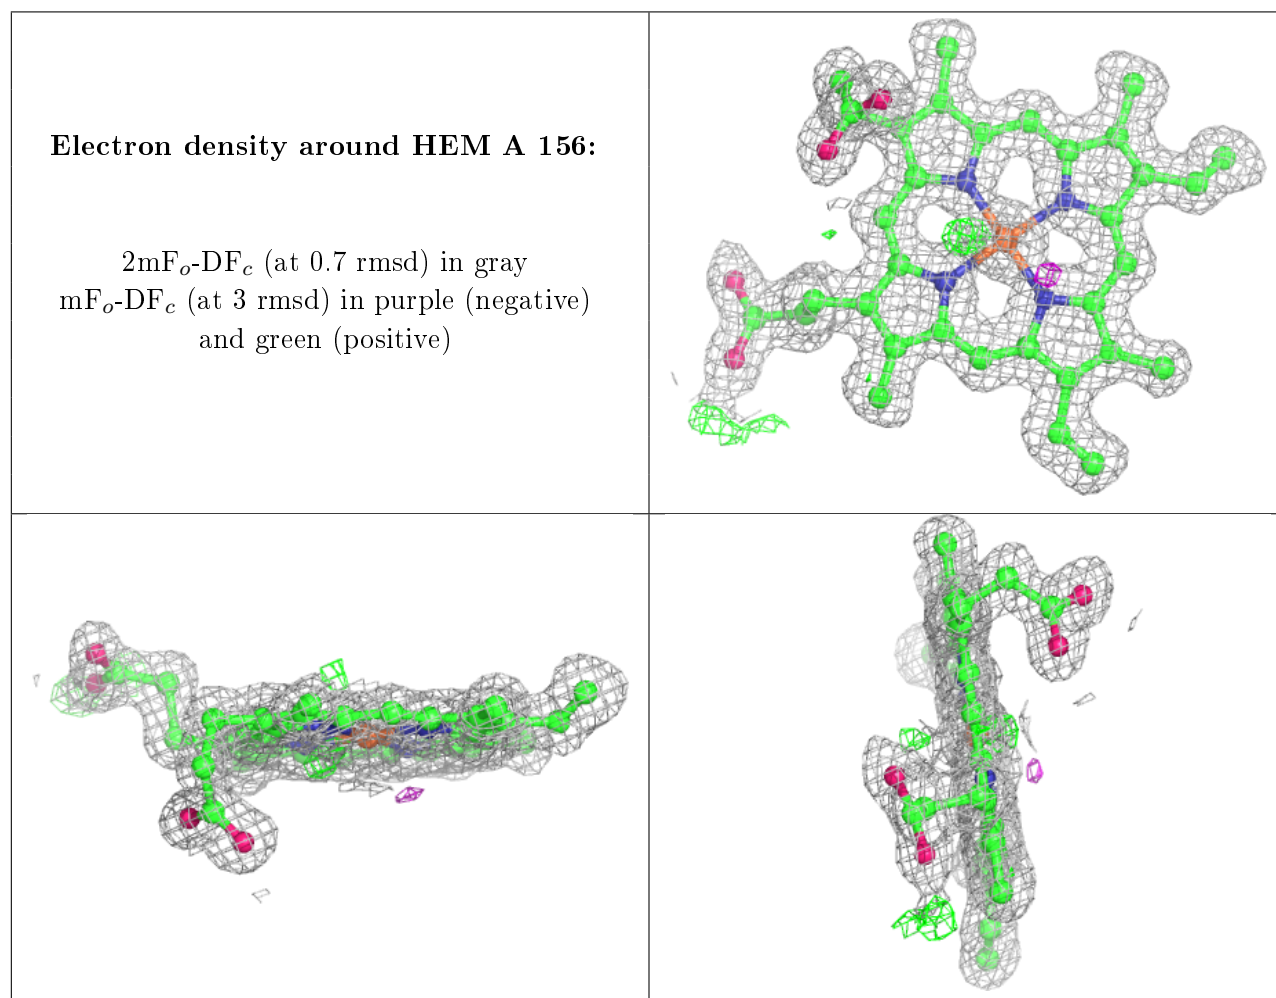 Electron density around HEM A 156:
2mFₒ-DF𝒸 (at 0.7 rmsd) in gray
mFₒ-DF𝒸 (at 3 rmsd) in purple (negative)
and green (positive)